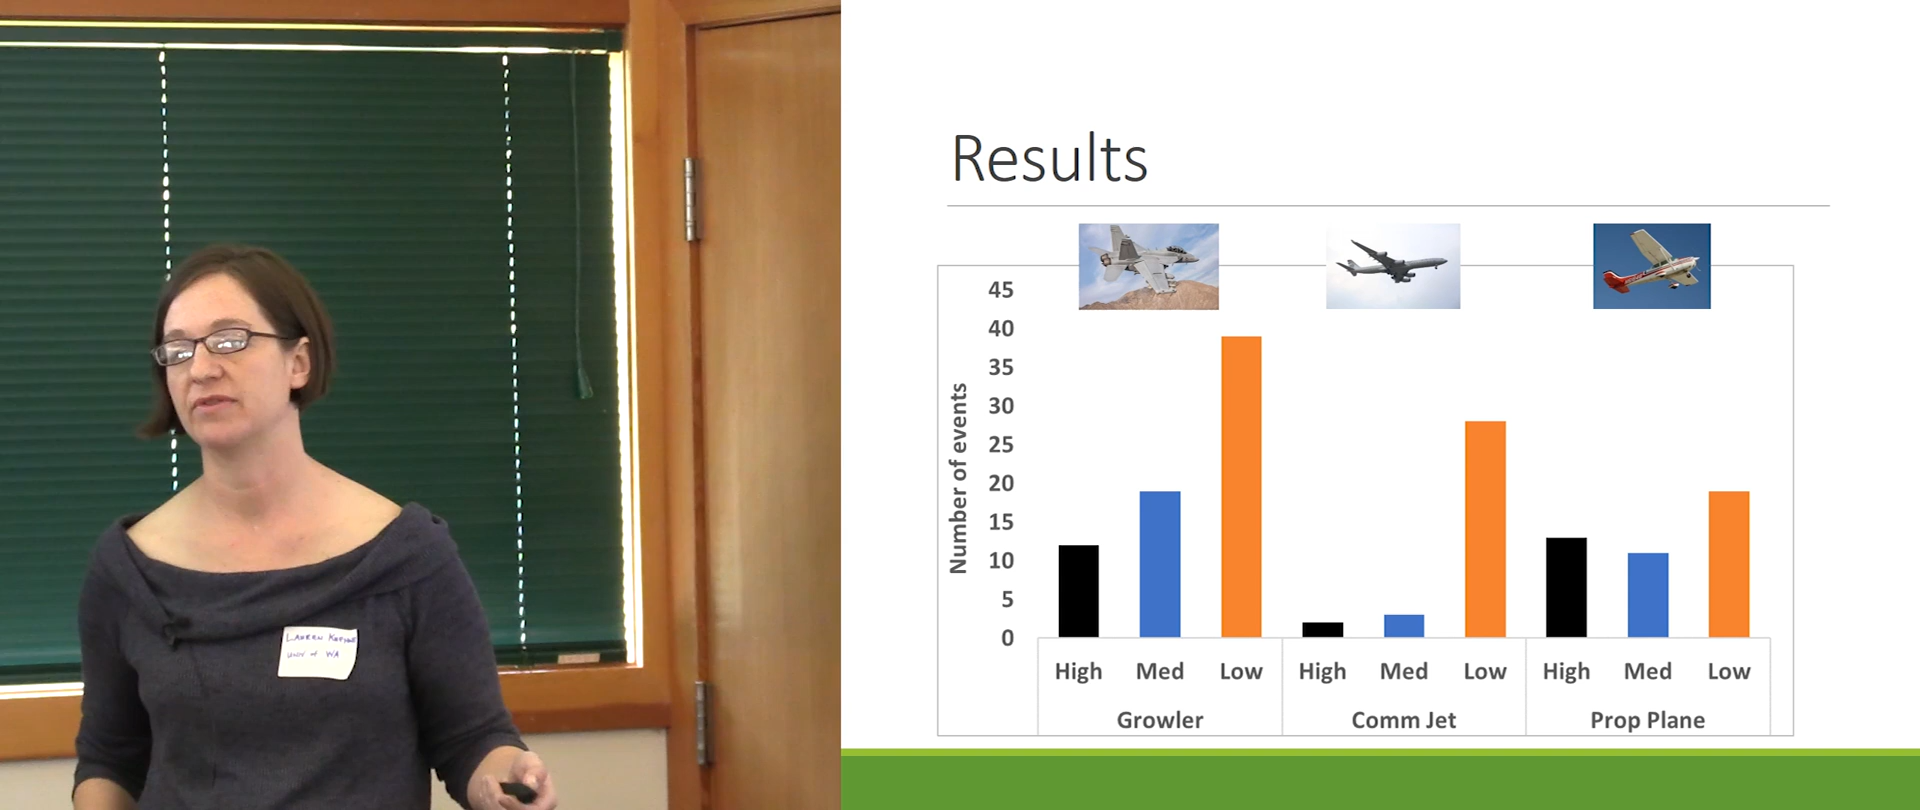 LAUREN
UNIV of WA
Results
45
40
35
30
25
20
15
10
5
0
Number of events
High Med Low High Med Low High Med Low
Growler Comm Jet Prop Plane